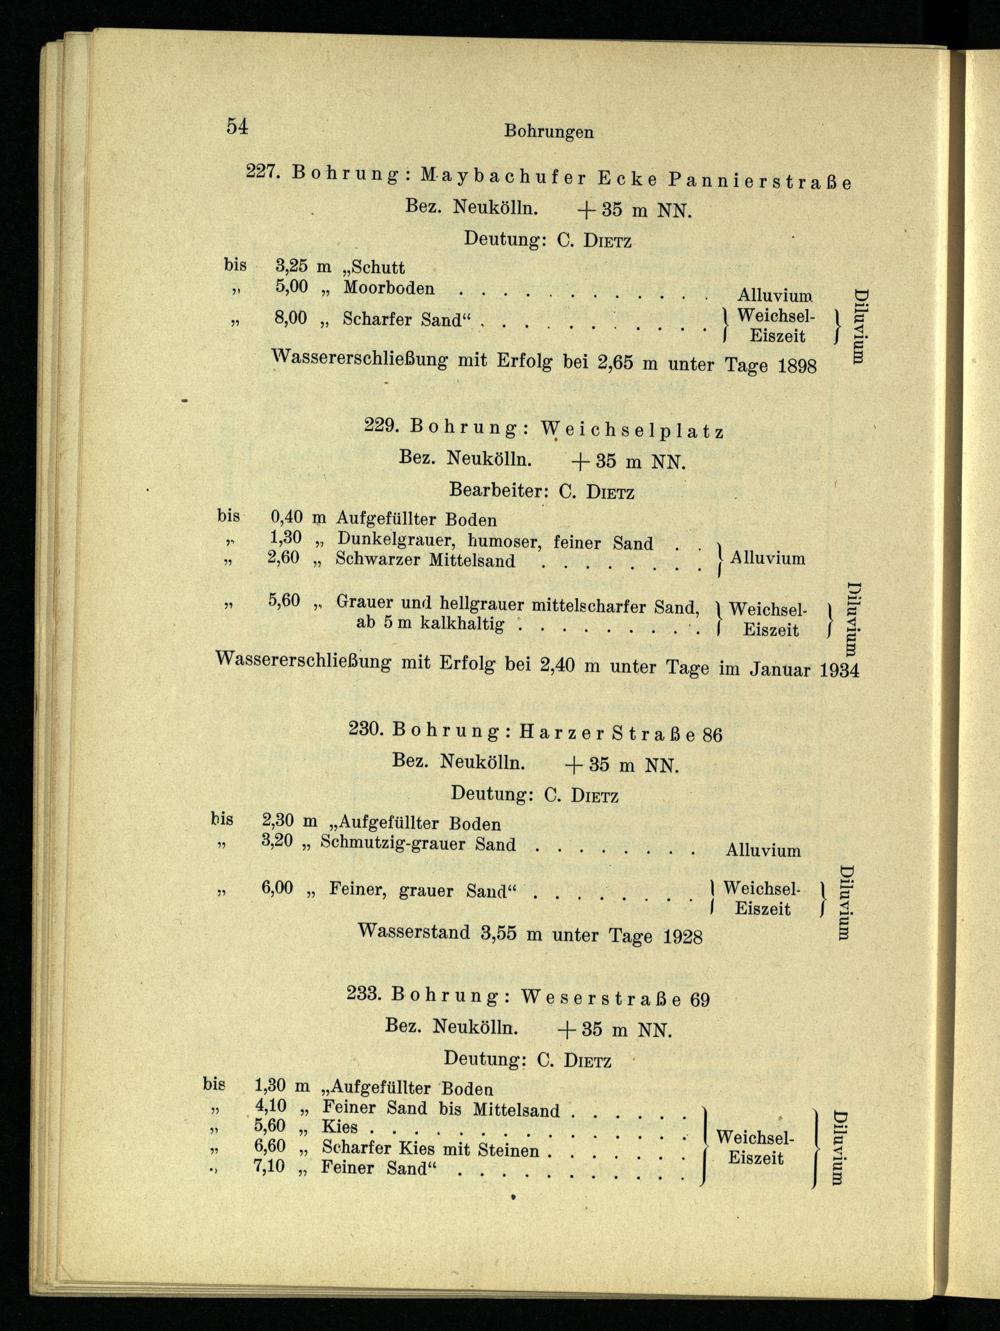 54
Bohrungen
227. Bohrung: Maybachufer Ecke Pannierstraße
Bez. Neukölln. + 35 m NN.
Deutung: C. Dietz
bis 3,25 m „Schutt
„ 5,00 „ Moorboden . . . . . . . . . . . . Alluvium
„ 8,00 „ Scharfer Sand“ . . . . . . . . . . . } Weichsel-Eiszeit } Diluvium
Wassererschließung mit Erfolg bei 2,65 m unter Tage 1898
229. Bohrung: Weichselplatz
Bez. Neukölln. + 35 m NN.
Bearbeiter: C. Dietz
bis 0,40 m Aufgefüllter Boden
„ 1,30 „ Dunkelgrauer, humoser, feiner Sand . . }
„ 2,60 „ Schwarzer Mittelsand . . . . . . . . } Alluvium
„ 5,60 „ Grauer und hellgrauer mittelscharfer Sand, } Weichsel- } Diluvium
ab 5 m kalkhaltig . . . . . . . . . } Eiszeit
Wassererschließung mit Erfolg bei 2,40 m unter Tage im Januar 1934
230. Bohrung: Harzer Straße 86
Bez. Neukölln. + 35 m NN.
Deutung: C. Dietz
bis 2,30 m „Aufgefüllter Boden
„ 3,20 „ Schmutzig-grauer Sand . . . . . . . . Alluvium
„ 6,00 „ Feiner, grauer Sand“ . . . . . . . . } Weichsel-Eiszeit } Diluvium
Wasserstand 3,55 m unter Tage 1928
233. Bohrung: Weserstraße 69
Bez. Neukölln. + 35 m NN.
Deutung: C. Dietz
bis 1,30 m „Aufgefüllter Boden
„ 4,10 „ Feiner Sand bis Mittelsand . . . . . .
„ 5,60 „ Kies . . . . . . . . . . . . . . .
„ 6,60 „ Scharfer Kies mit Steinen . . . . . . . } Weichsel-Eiszeit } Diluvium
„ 7,10 „ Feiner Sand“ . . . . . . . . . . .